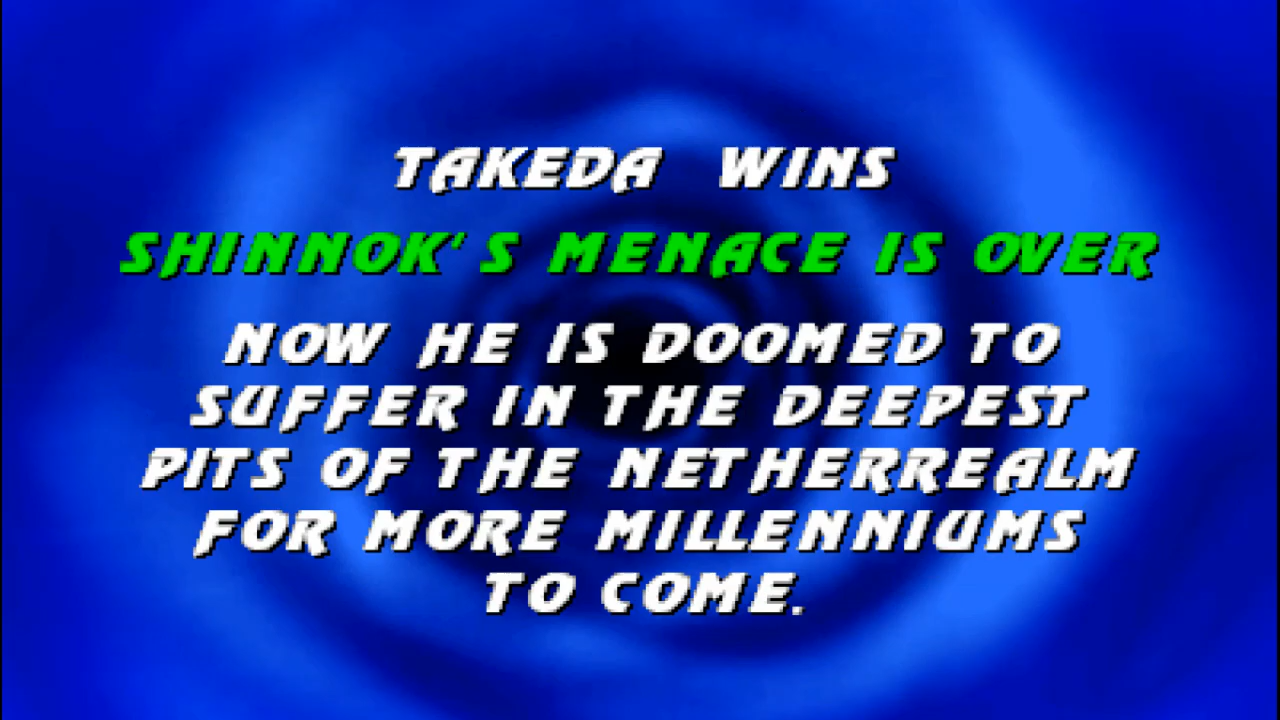 TAKEDA WINS
SHINNOK'S MENACE IS OVER
NOW HE IS DOOMED TO
SUFFER IN THE DEEPEST
PITS OF THE NETHERREALM
FOR MORE MILLENNIUMS
TO COME.